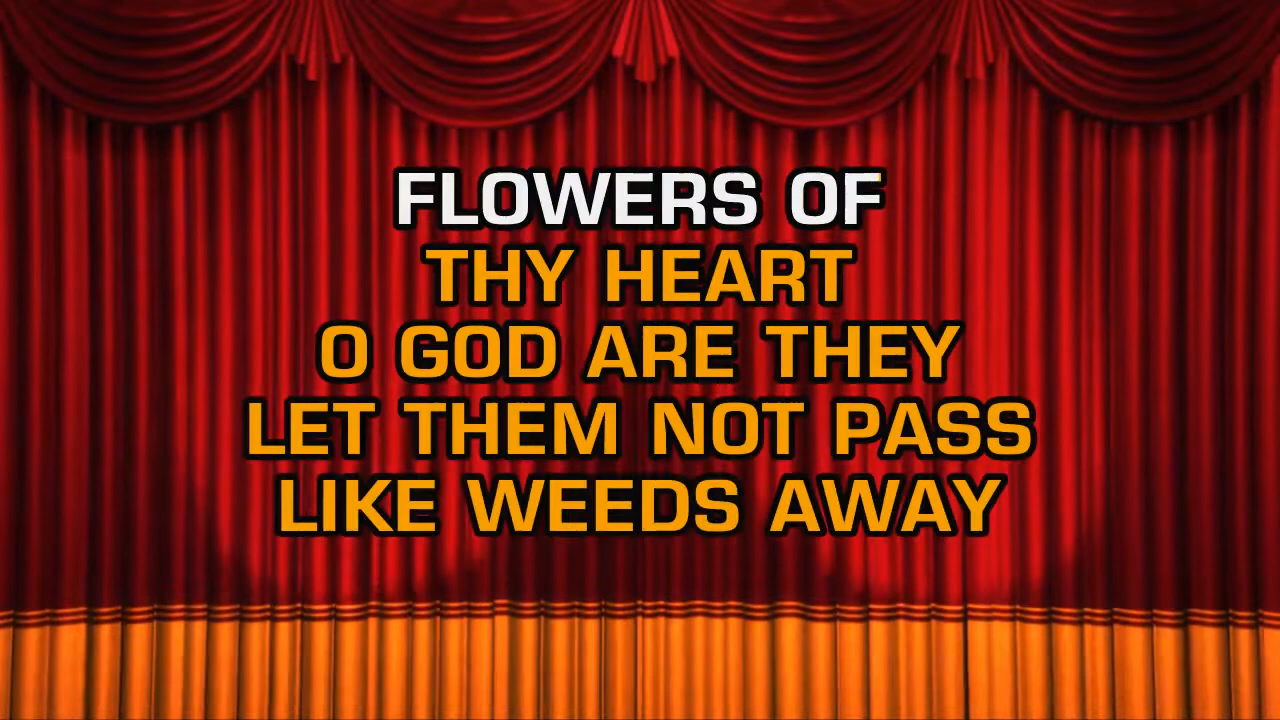 FLOWERS OF
THY HEART
O GOD ARE THEY
LET THEM NOT PASS
LIKE WEEDS AWAY